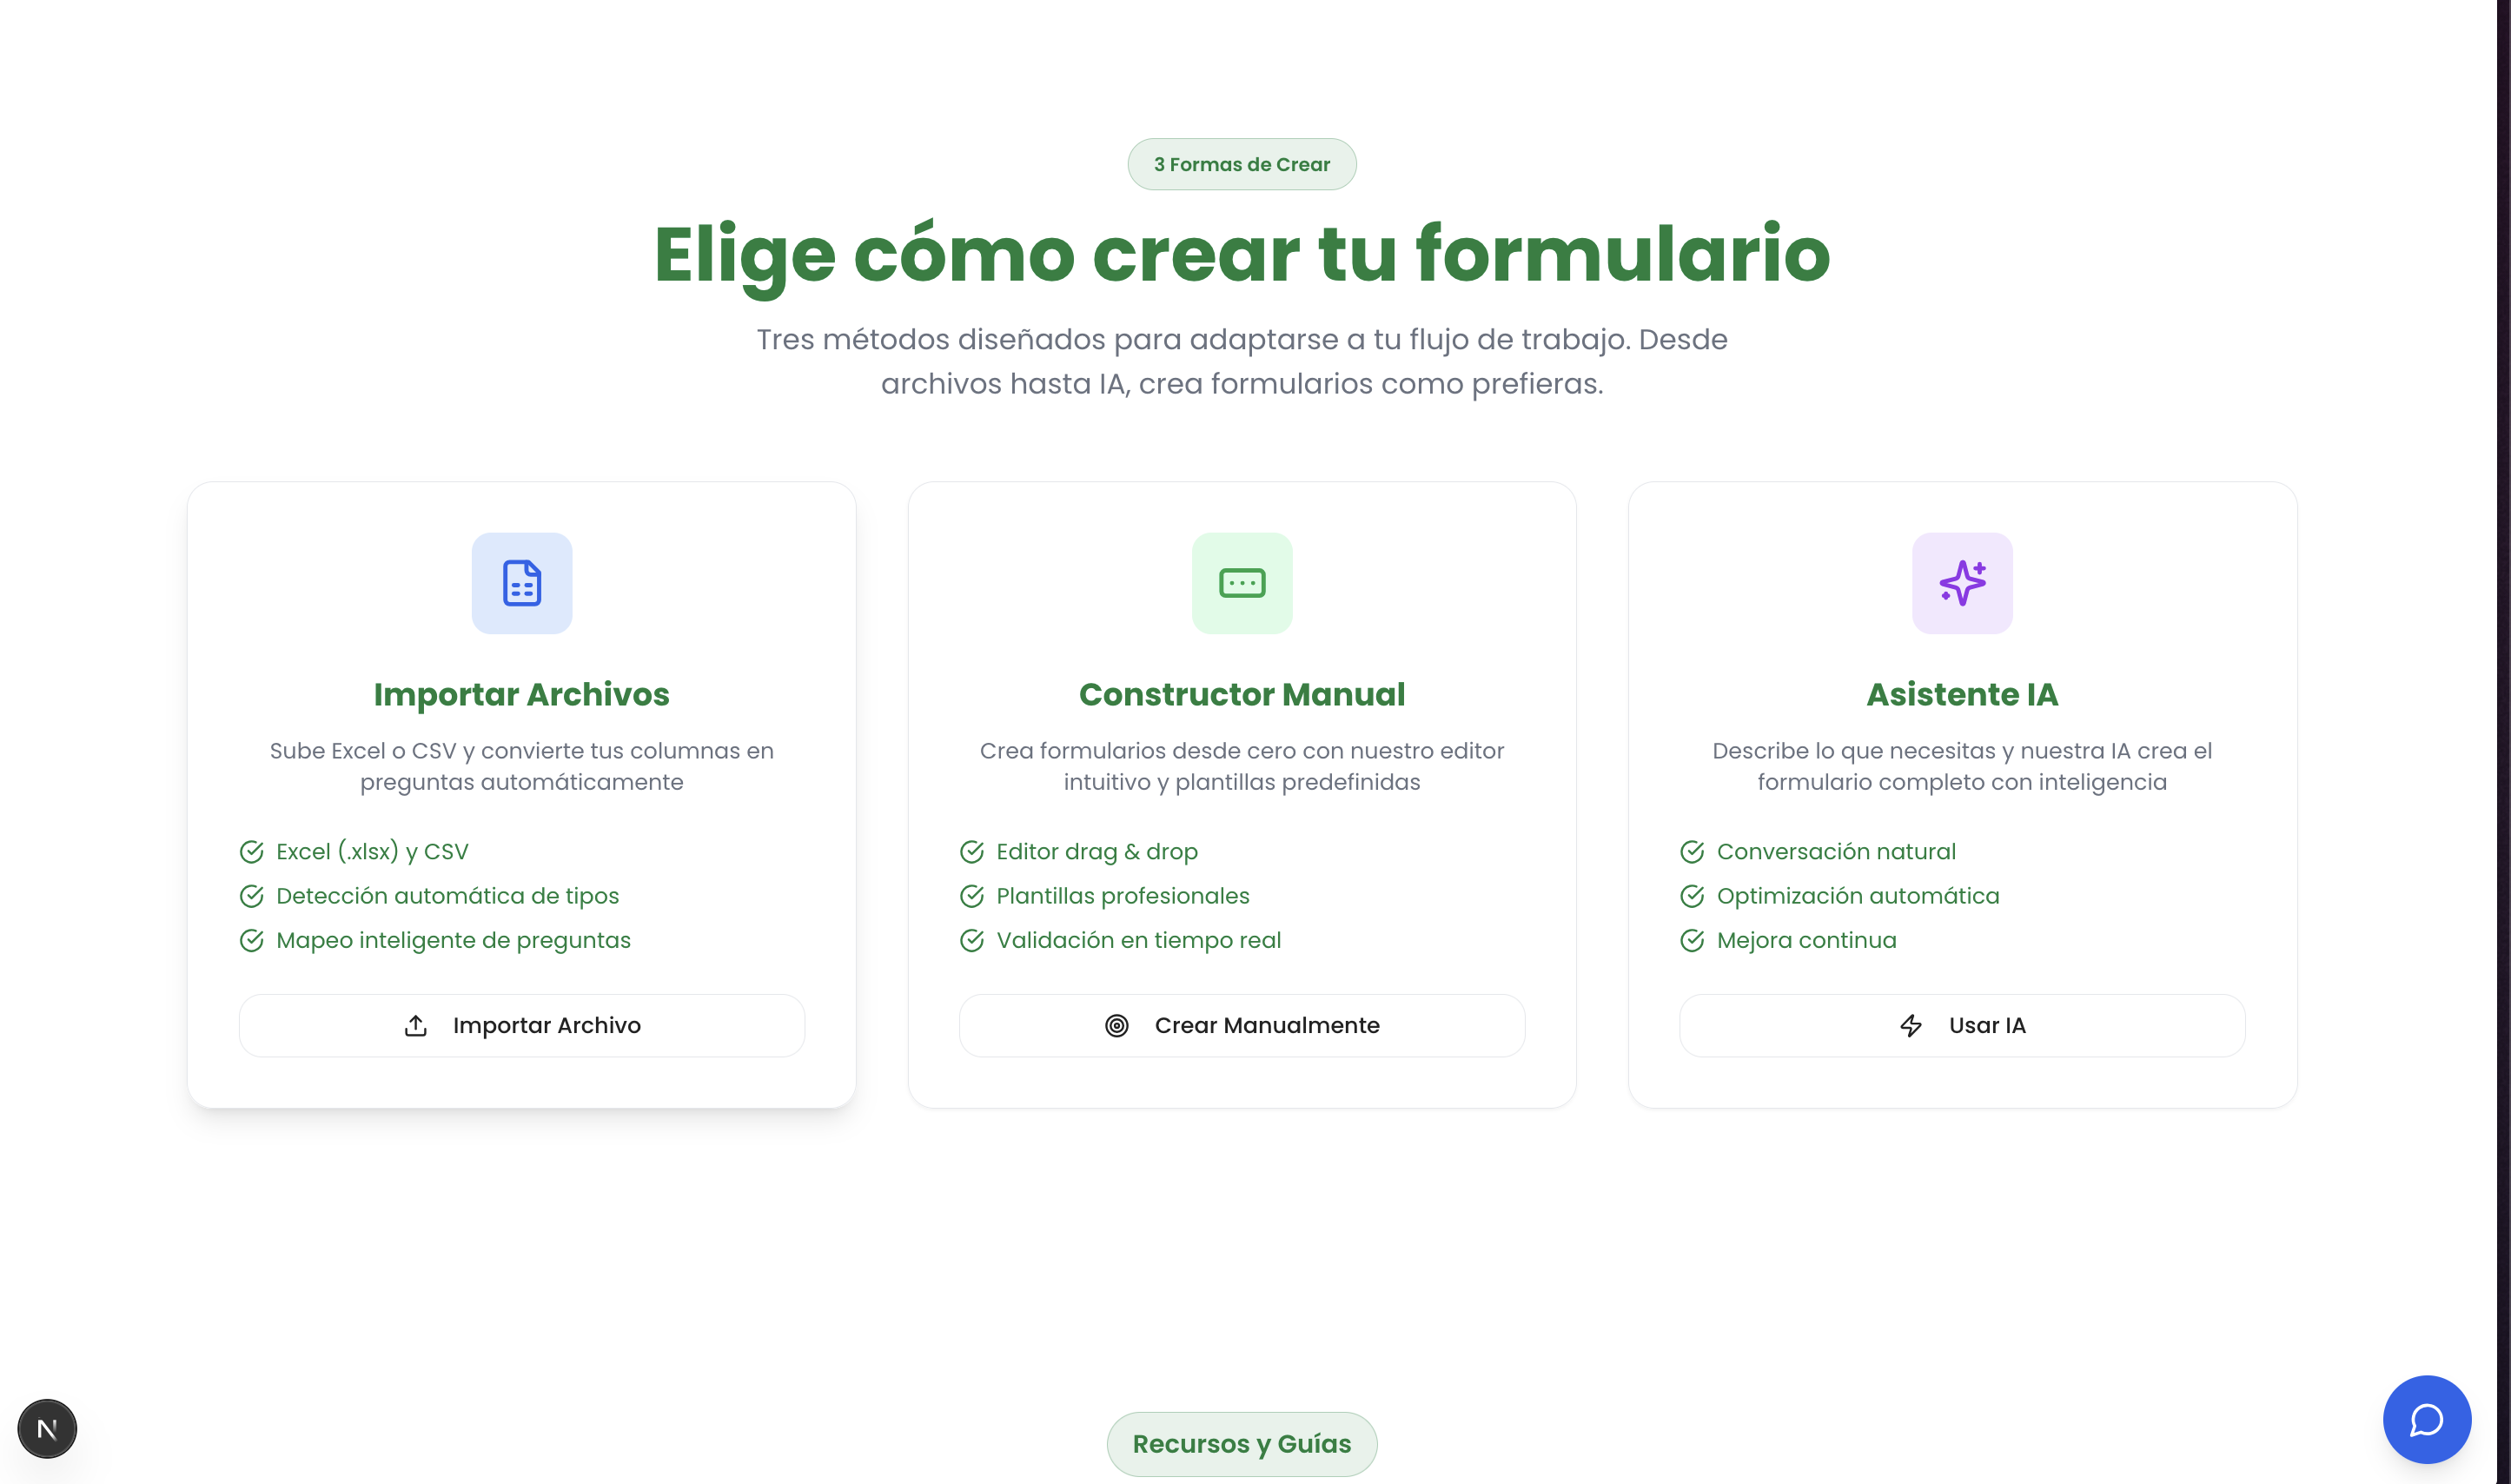 3 Formas de Crear
Elige cómo crear tu formulario
Tres métodos diseñados para adaptarse a tu flujo de trabajo. Desde
archivos hasta IA, crea formularios como prefieras.
Importar Archivos
Sube Excel o CSV y convierte tus columnas en
preguntas automáticamente
Excel (.xlsx) y CSV
Detección automática de tipos
Mapeo inteligente de preguntas
Importar Archivo
Constructor Manual
Crea formularios desde cero con nuestro editor
intuitivo y plantillas predefinidas
Editor drag & drop
Plantillas profesionales
Validación en tiempo real
Crear Manualmente
Asistente IA
Describe lo que necesitas y nuestra IA crea el
formulario completo con inteligencia
Conversación natural
Optimización automática
Mejora continua
Usar IA
Recursos y Guías
N